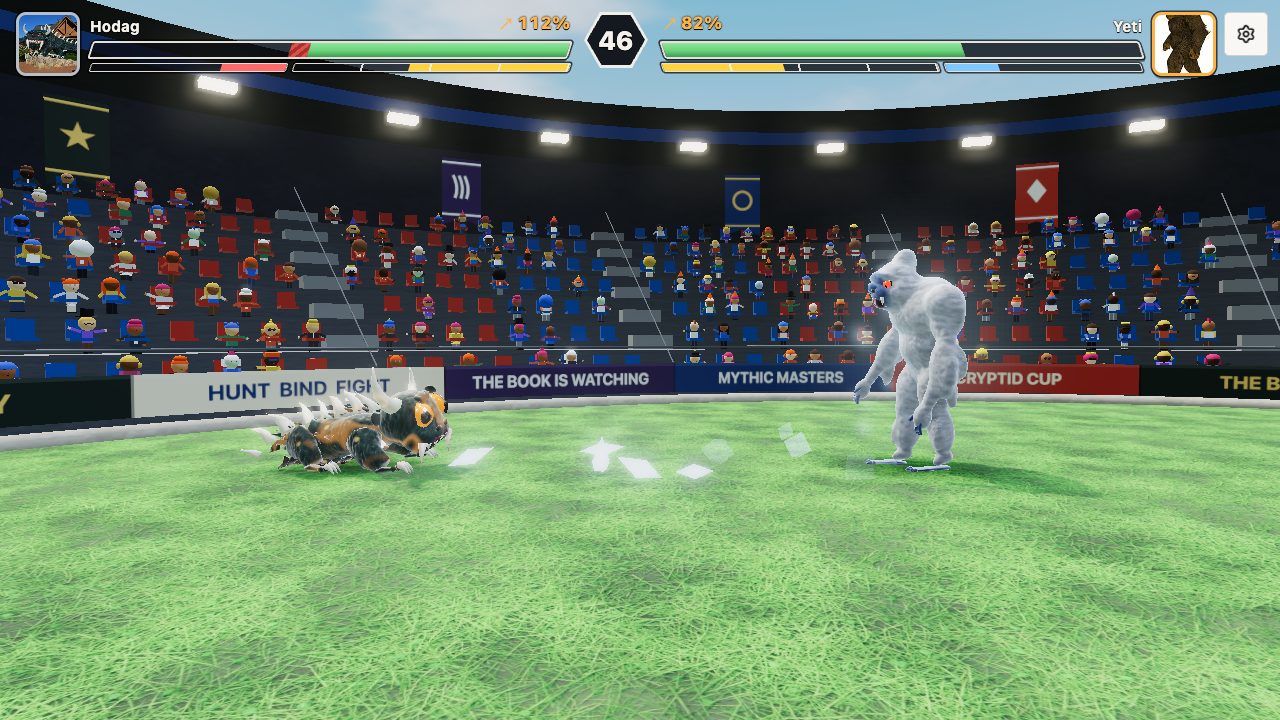 Hodag
112%
46
82%
Yeti
Y
HUNT BIND FIGHT
THE BOOK IS WATCHING
MYTHIC MASTERS
CRYPTID CUP
THE B